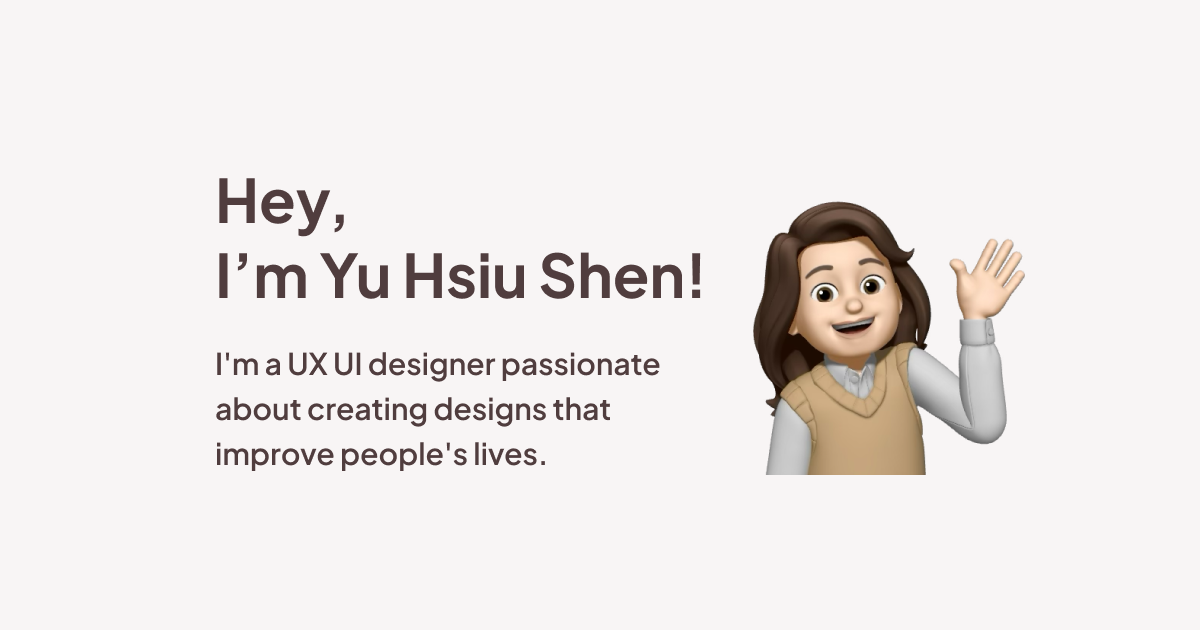 Hey,
I’m Yu Hsiu Shen!
I'm a UX UI designer passionate
about creating designs that
improve people's lives.